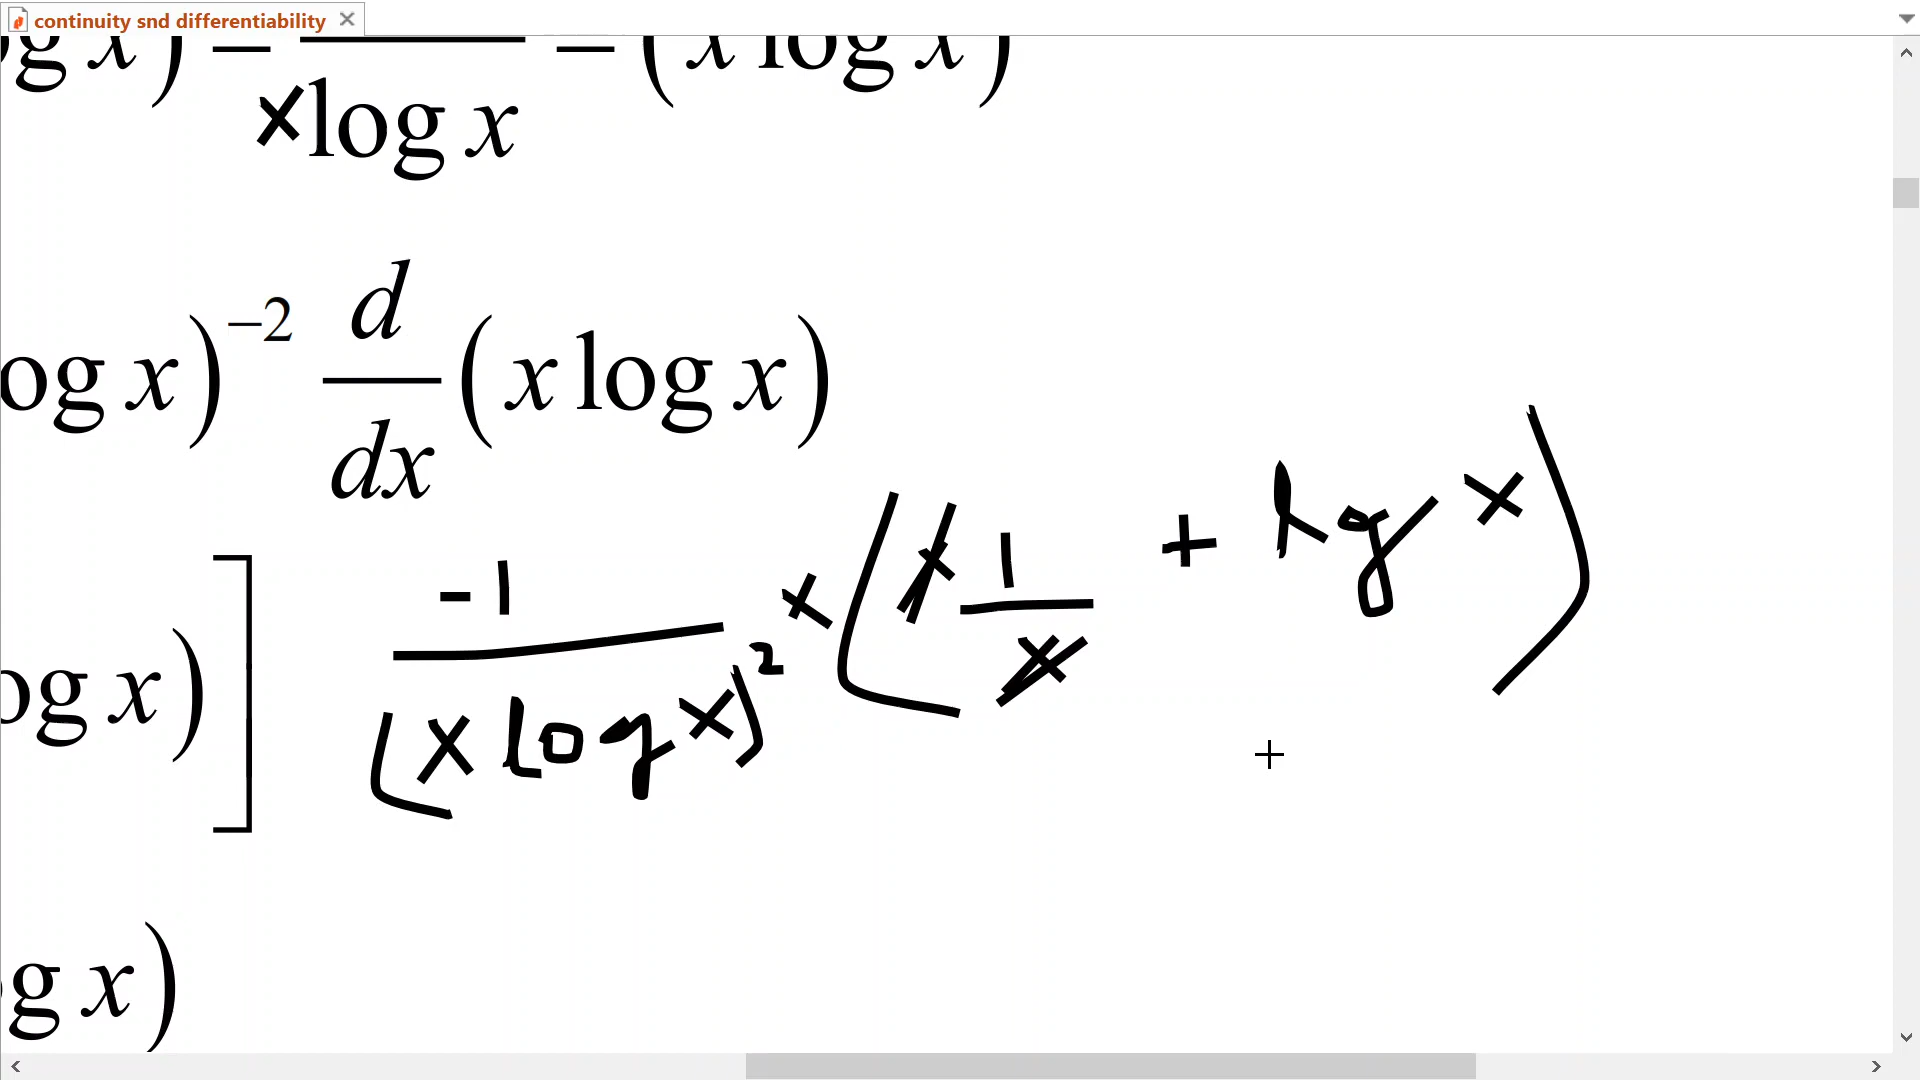 continuity snd differentiability
g x) = — = (x log x)
xlog x
og x)^–2 d/dx (x log x)
og x)] -1/(x log x)^2 x (x 1/x + log x)
g x)